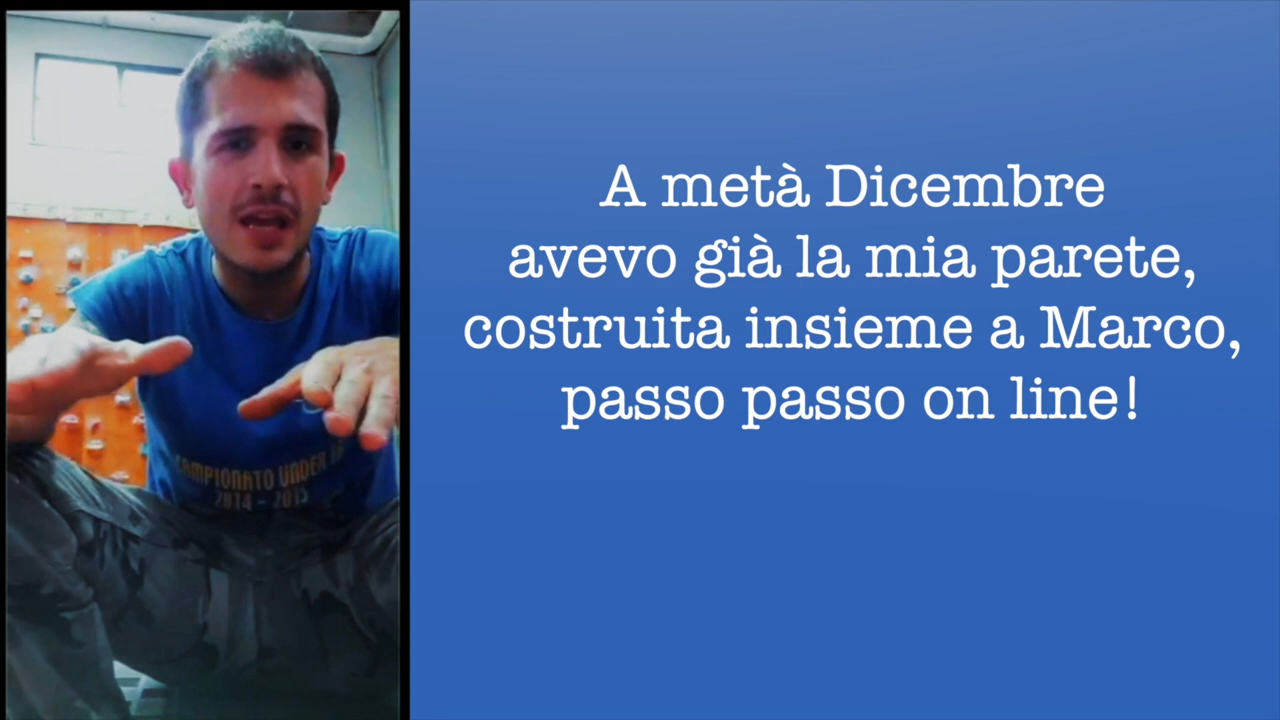 A metà Dicembre
avevo già la mia parete,
costruita insieme a Marco,
passo passo on line!
CAMPIONATO UNDER
2014 - 2015